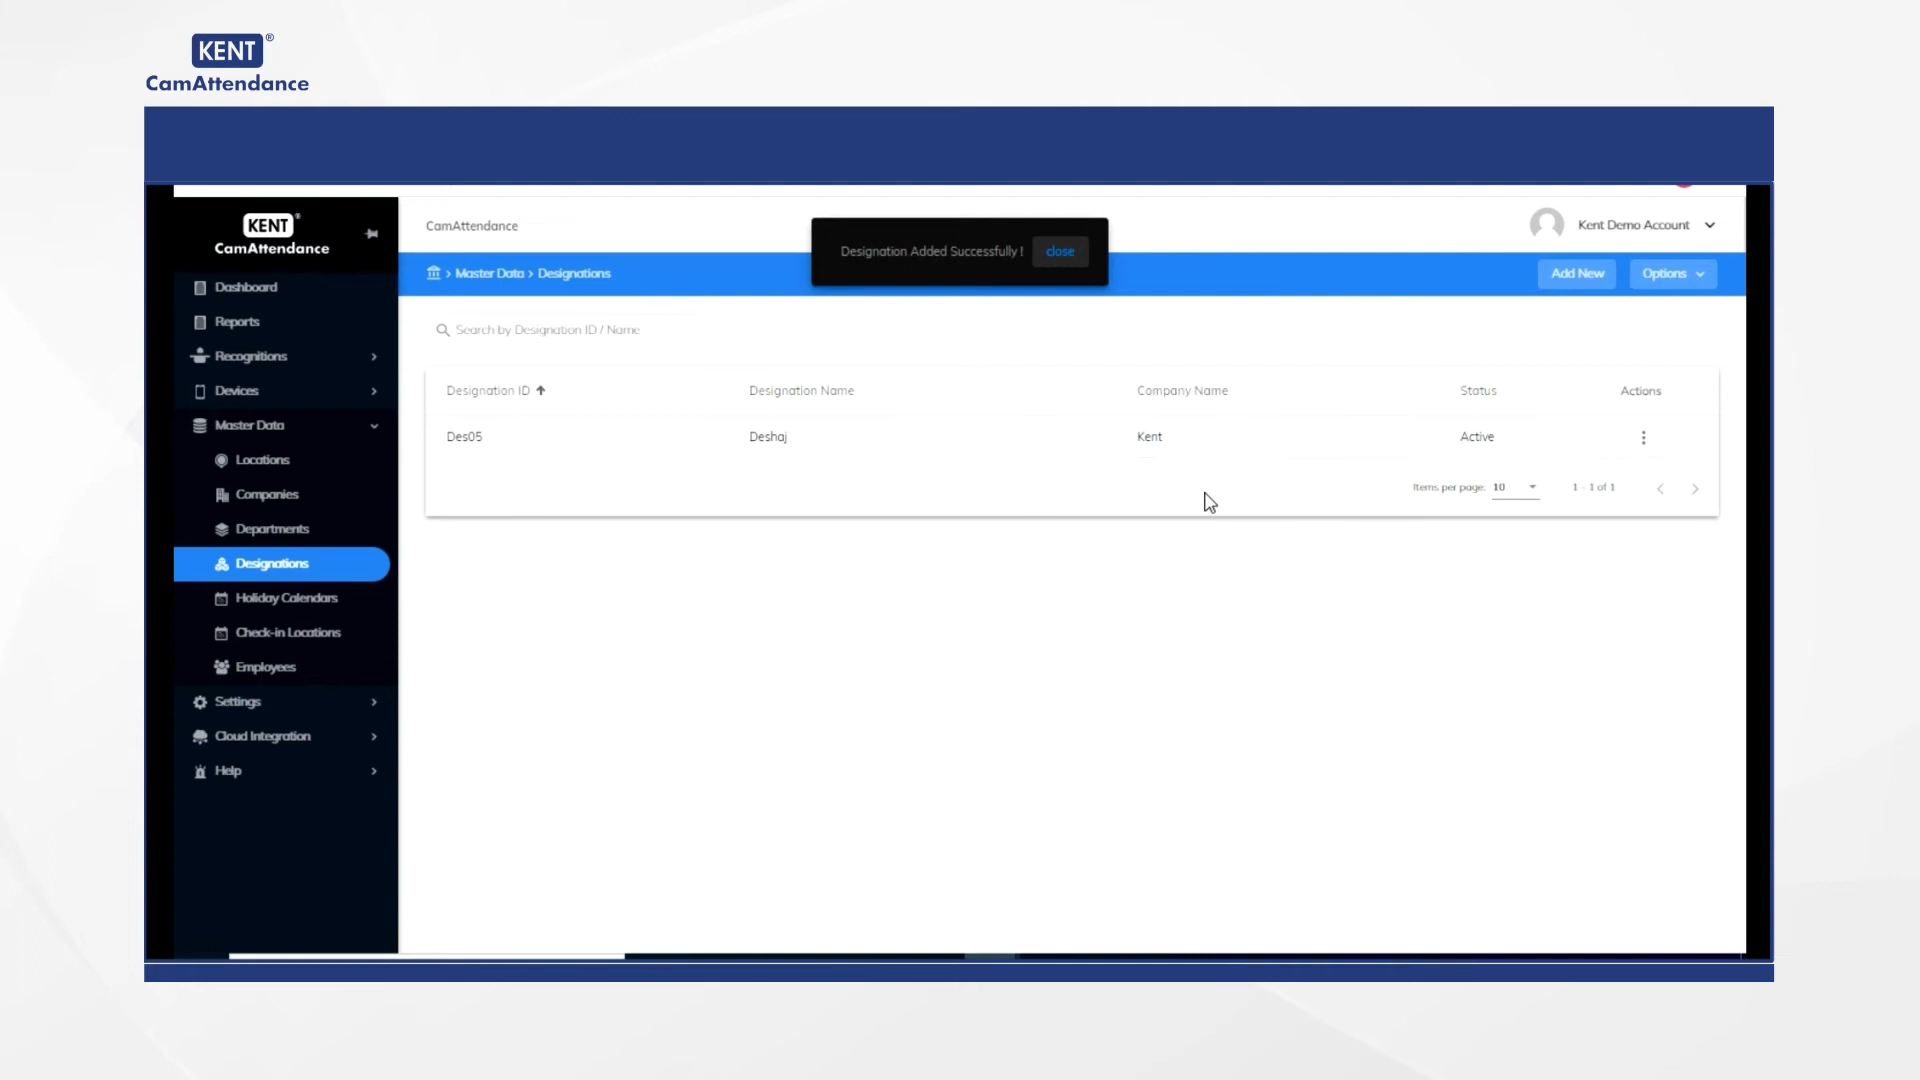 KENT®
CamAttendance
KENT®
CamAttendance
CamAttendance
Designation Added Successfully ! close
Kent Demo Account
> Master Data > Designations
Add New
Options
Dashboard
Reports
Recognitions
Devices
Master Data
Locations
Companies
Departments
Designations
Holiday Calendars
Check-in Locations
Employees
Settings
Cloud Integration
Help
Search by Designation ID / Name
Designation ID Designation Name Company Name Status Actions
Des05 Deshaj Kent Active
Items per page: 10 1 - 1 of 1